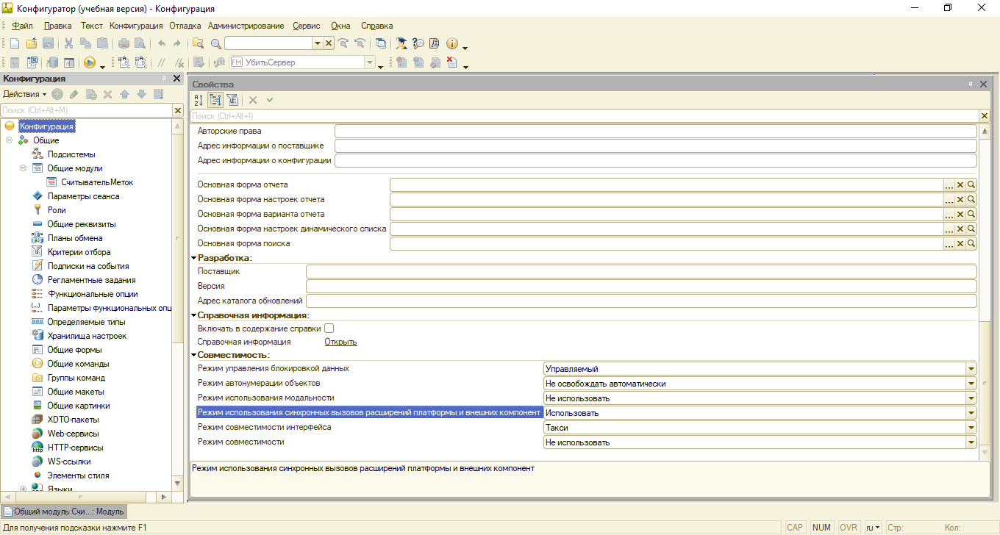 Конфигуратор (учебная версия) - Конфигурация
Файл Правка Текст Конфигурация Отладка Администрирование Сервис Окна Справка
УбитьСервер
Конфигурация
Действия
Поиск (Ctrl+Alt+M)
Конфигурация
Общие
Подсистемы
Общие модули
СчитывательМеток
Параметры сеанса
Роли
Общие реквизиты
Планы обмена
Критерии отбора
Подписки на события
Регламентные задания
Функциональные опции
Параметры функциональных опц
Определяемые типы
Хранилища настроек
Общие формы
Общие команды
Группы команд
Общие макеты
Общие картинки
XDTO-пакеты
Web-сервисы
HTTP-сервисы
WS-ссылки
Элементы стиля
Языки
Свойства
Поиск (Ctrl+Alt+I)
Авторские права
Адрес информации о поставщике
Адрес информации о конфигурации
Основная форма отчета
Основная форма настроек отчета
Основная форма варианта отчета
Основная форма настроек динамического списка
Основная форма поиска
Разработка:
Поставщик
Версия
Адрес каталога обновлений
Справочная информация:
Включать в содержание справки
Справочная информация Открыть
Совместимость:
Режим управления блокировкой данных Управляемый
Режим автонумерации объектов Не освобождать автоматически
Режим использования модальности Не использовать
Режим использования синхронных вызовов расширений платформы и внешних компонент Использовать
Режим совместимости интерфейса Такси
Режим совместимости Не использовать
Режим использования синхронных вызовов расширений платформы и внешних компонент
Общий модуль Счи...: Модуль
Для получения подсказки нажмите F1 CAP NUM OVR ru Стр: Кол: